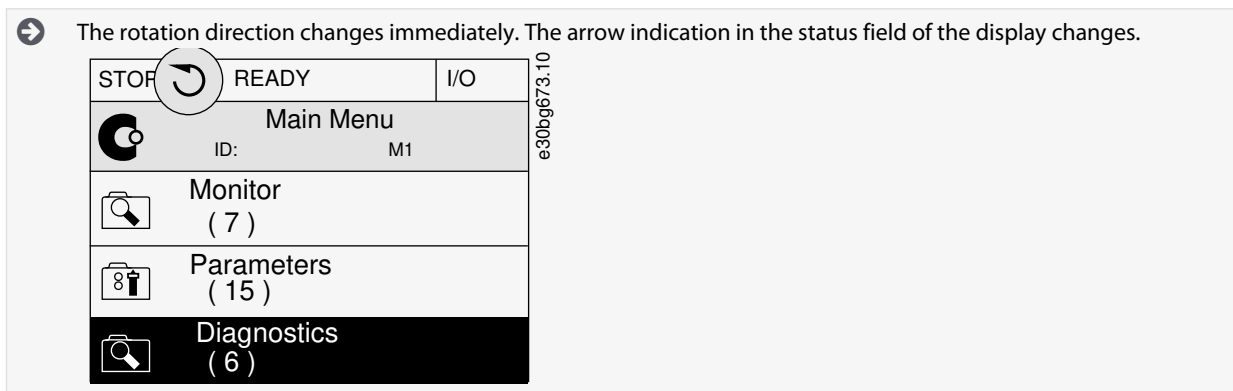 The rotation direction changes immediately. The arrow indication in the status field of the display changes.
STOP READY I/O
Main Menu
ID: M1
Monitor
( 7 )
Parameters
( 15 )
Diagnostics
( 6 )
e30bg673.10